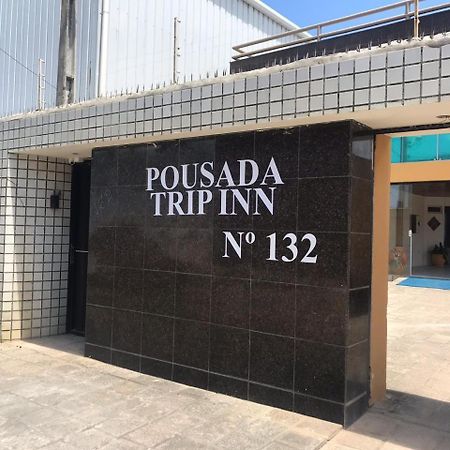 POUSADA
TRIP INN
Nº 132